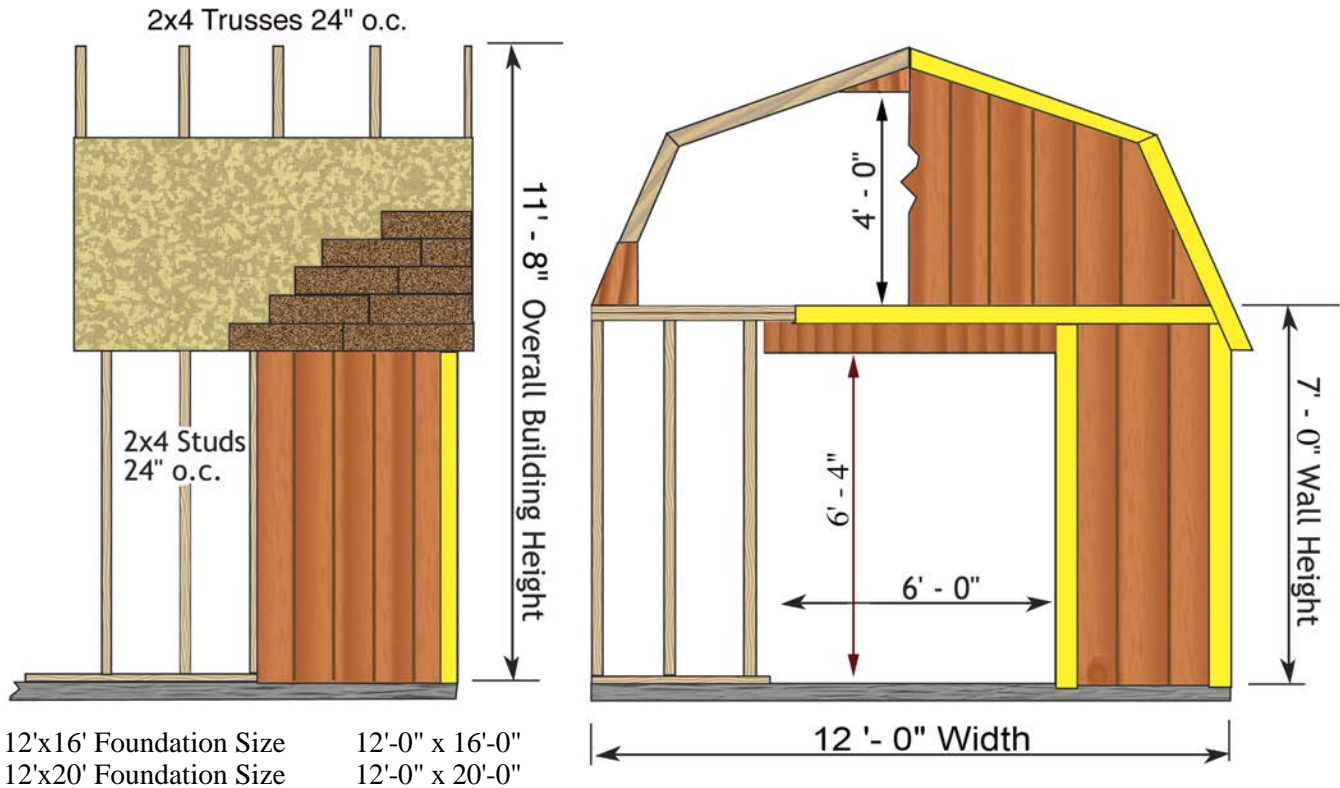 2x4 Trusses 24" o.c.
11' - 8" Overall Building Height
2x4 Studs
24" o.c.
4' - 0"
6' - 4"
6' - 0"
7' - 0" Wall Height
12 '- 0" Width
12'x16' Foundation Size 12'-0" x 16'-0"
12'x20' Foundation Size 12'-0" x 20'-0"